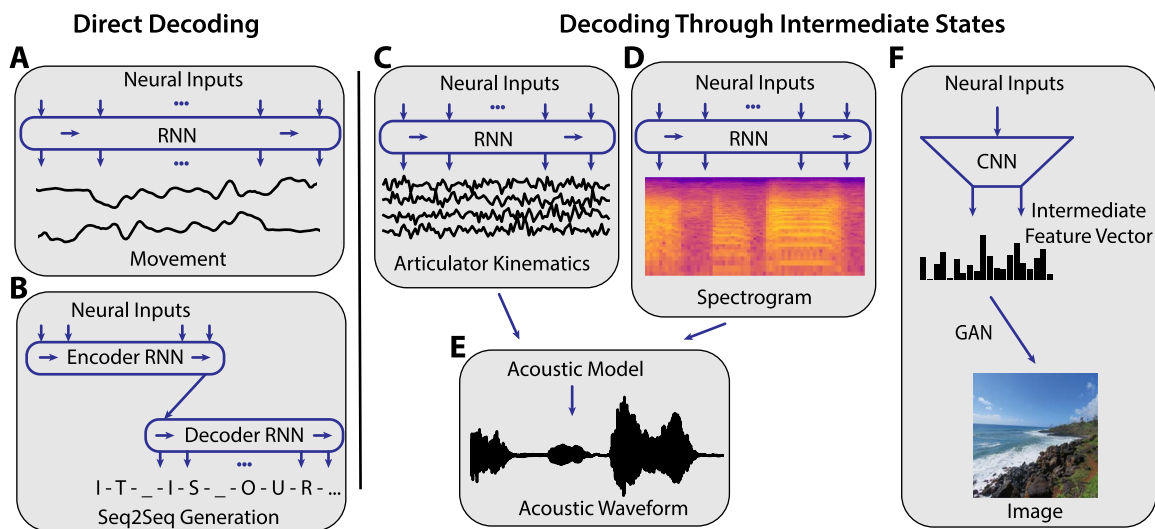 Direct Decoding
Decoding Through Intermediate States
A
Neural Inputs
...
RNN
...
Movement
B
Neural Inputs
Encoder RNN
Decoder RNN
...
I - T - _ - I - S - _ - O - U - R - ...
Seq2Seq Generation
C
Neural Inputs
...
RNN
Articulator Kinematics
D
Neural Inputs
...
RNN
Spectrogram
E
Acoustic Model
Acoustic Waveform
F
Neural Inputs
CNN
Intermediate
Feature Vector
GAN
Image